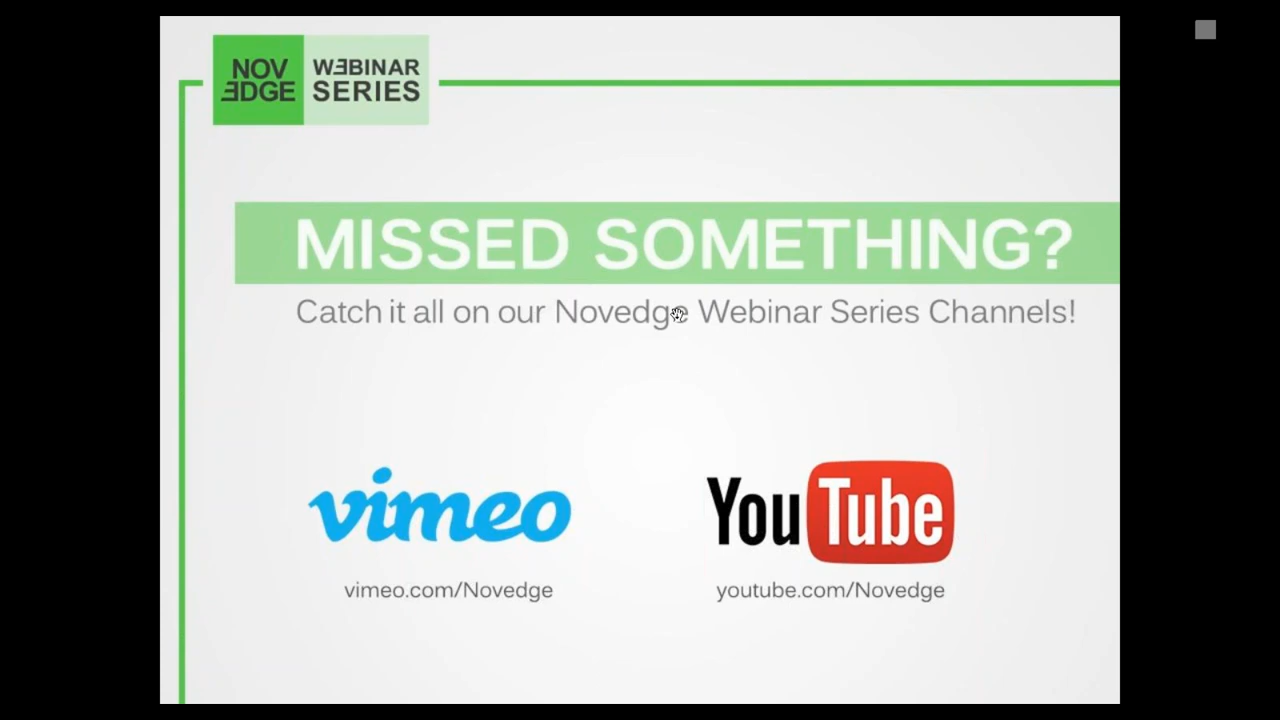 NOV
EDGE
WEBINAR
SERIES
MISSED SOMETHING?
Catch it all on our Novedge Webinar Series Channels!
vimeo
YouTube
vimeo.com/Novedge
youtube.com/Novedge